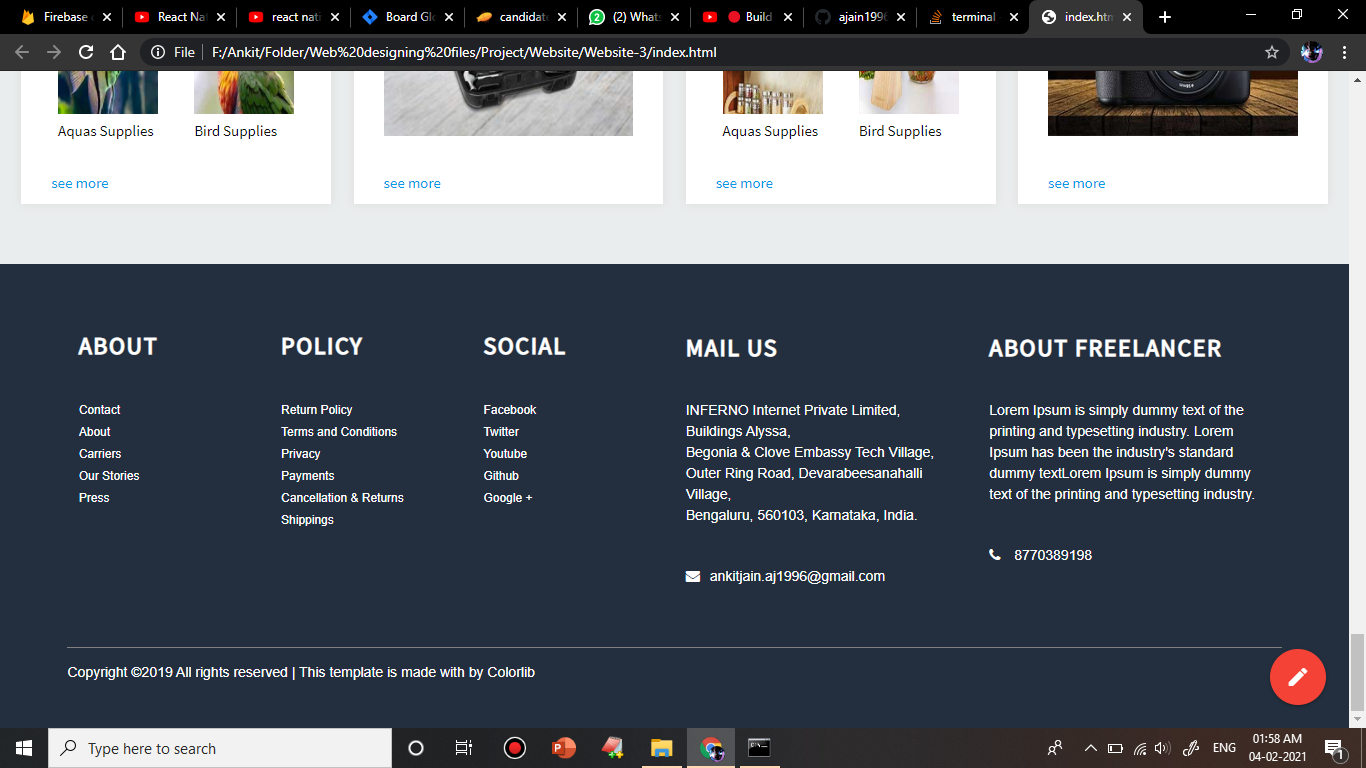 Firebase
React Nat
react nati
Board Gl
candidat
(2) Whats
Build
ajain1996
terminal
index.htm
File
F:/Ankit/Folder/Web%20designing%20files/Project/Website/Website-3/index.html
Aquas Supplies
Bird Supplies
Aquas Supplies
Bird Supplies
see more
see more
see more
see more
ABOUT
Contact
About
Carriers
Our Stories
Press
POLICY
Return Policy
Terms and Conditions
Privacy
Payments
Cancellation & Returns
Shippings
SOCIAL
Facebook
Twitter
Youtube
Github
Google +
MAIL US
INFERNO Internet Private Limited,
Buildings Alyssa,
Begonia & Clove Embassy Tech Village,
Outer Ring Road, Devarabeesanahalli
Village,
Bengaluru, 560103, Karnataka, India.
ankitjain.aj1996@gmail.com
ABOUT FREELANCER
Lorem Ipsum is simply dummy text of the
printing and typesetting industry. Lorem
Ipsum has been the industry's standard
dummy textLorem Ipsum is simply dummy
text of the printing and typesetting industry.
8770389198
Copyright ©2019 All rights reserved | This template is made with by Colorlib
Type here to search
ENG
01:58 AM
04-02-2021
1